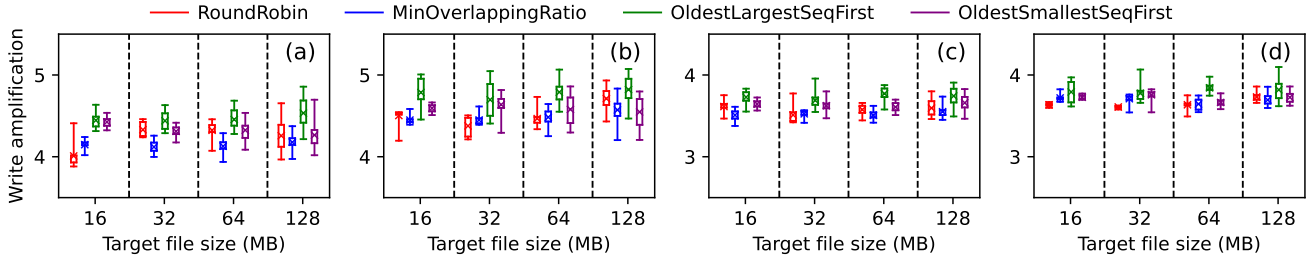 RoundRobin MinOverlappingRatio OldestLargestSeqFirst OldestSmallestSeqFirst
Write amplification
5
4
(a)
16 32 64 128
Target file size (MB)
5
4
(b)
16 32 64 128
Target file size (MB)
4
3
(c)
16 32 64 128
Target file size (MB)
4
3
(d)
16 32 64 128
Target file size (MB)